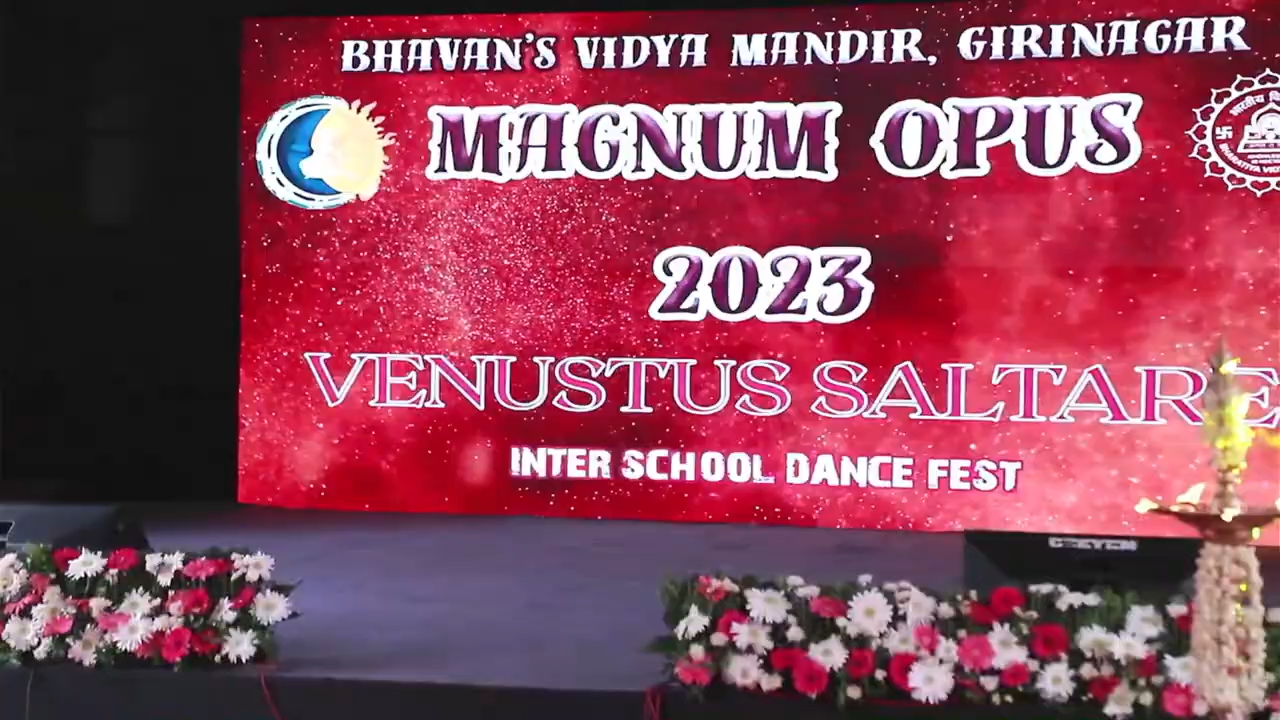 BHAVAN'S VIDYA MANDIR, GIRINAGAR
MAGNUM OPUS
2023
VENUSTUS SALTARE
INTER SCHOOL DANCE FEST